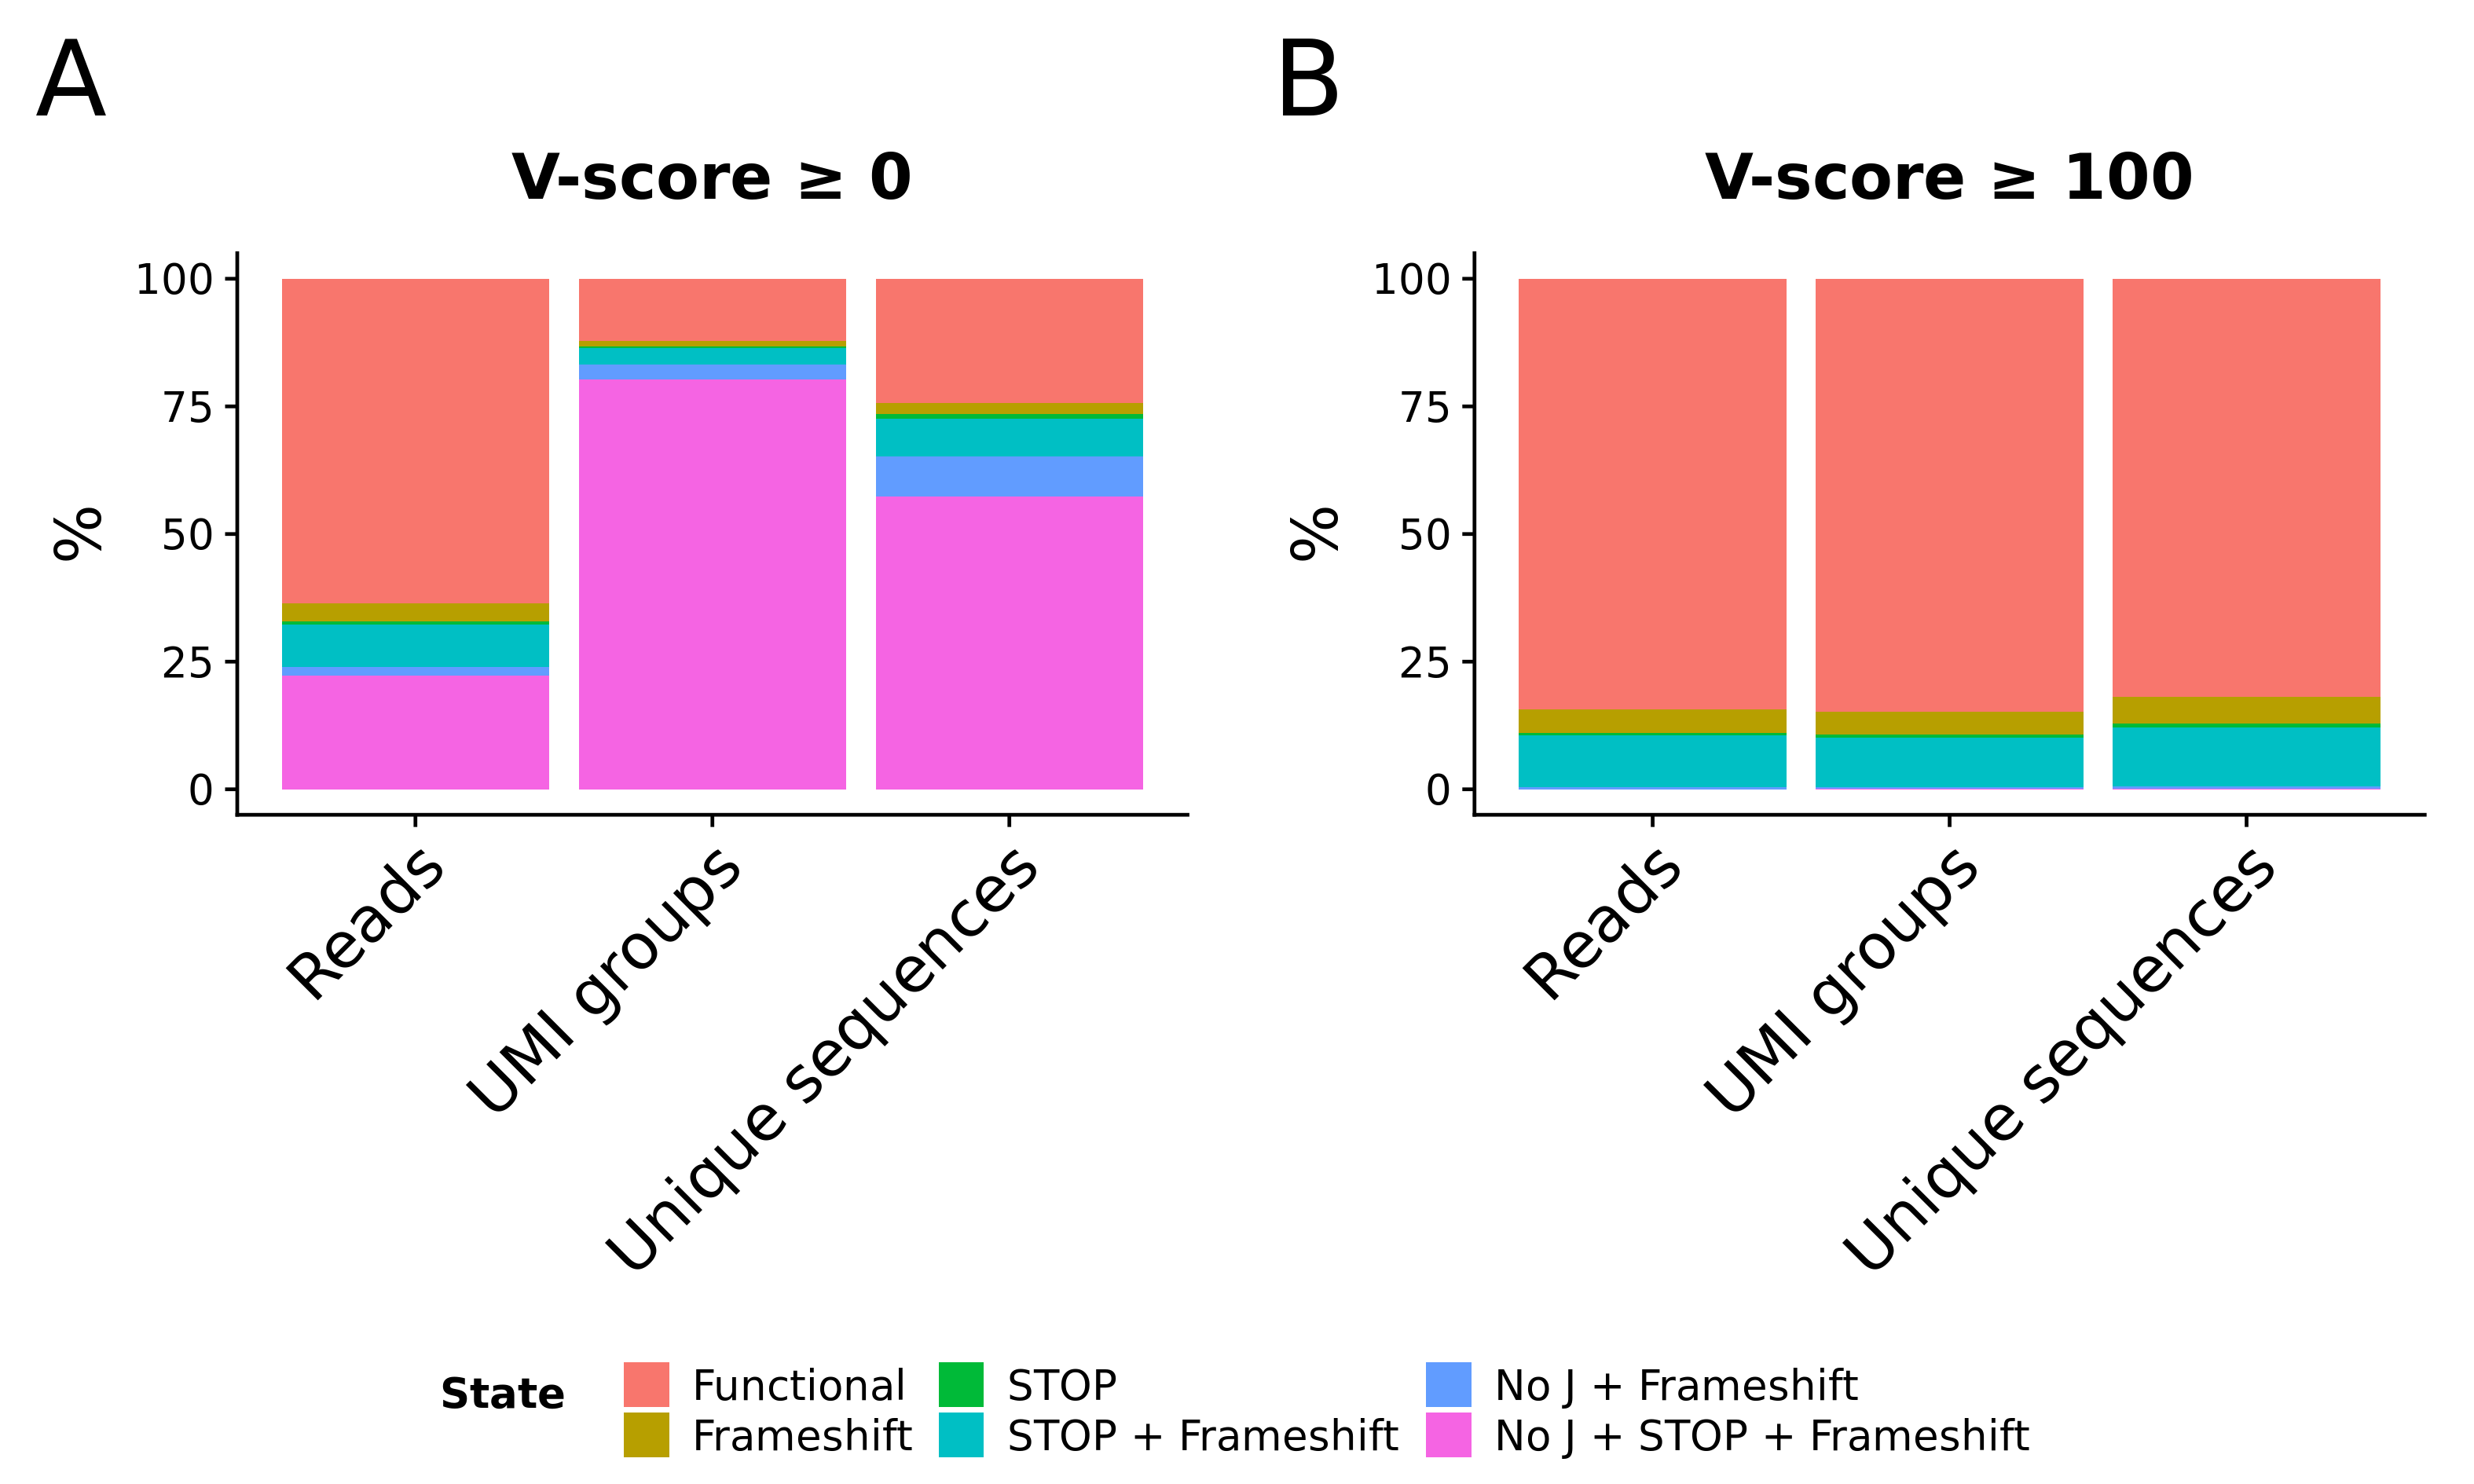 A
V-score ≥ 0
%
100
75
50
25
0
Reads
UMI groups
Unique sequences
B
V-score ≥ 100
%
100
75
50
25
0
Reads
UMI groups
Unique sequences
State
Functional
Frameshift
STOP
STOP + Frameshift
No J + Frameshift
No J + STOP + Frameshift